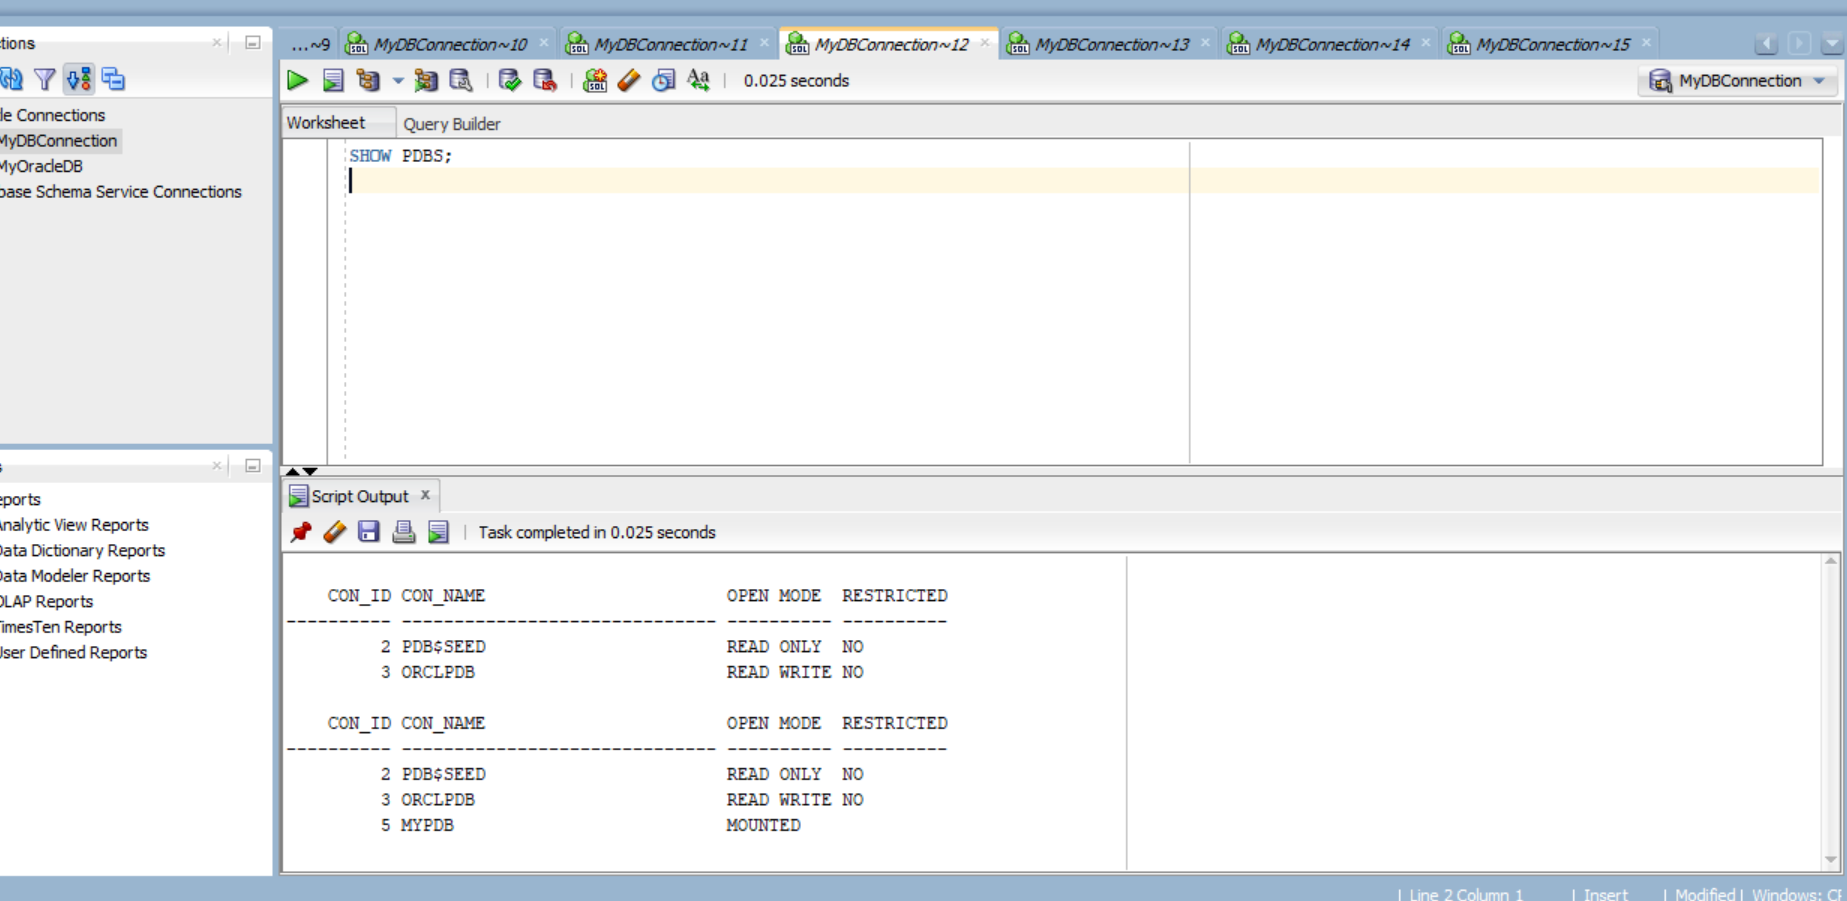 ...~9 MyDBConnection~10 MyDBConnection~11 MyDBConnection~12 MyDBConnection~13 MyDBConnection~14 MyDBConnection~15
0.025 seconds
MyDBConnection
Connections
MyDBConnection
MyOracleDB
Schema Service Connections
Worksheet Query Builder
SHOW PDBS;
Reports
Analytic View Reports
Data Dictionary Reports
Data Modeler Reports
OLAP Reports
TimesTen Reports
User Defined Reports
Script Output x
Task completed in 0.025 seconds
CON_ID CON_NAME OPEN MODE RESTRICTED
---------- ------------------------------ ---------- ----------
2 PDB$SEED READ ONLY NO
3 ORCLPDB READ WRITE NO
CON_ID CON_NAME OPEN MODE RESTRICTED
---------- ------------------------------ ---------- ----------
2 PDB$SEED READ ONLY NO
3 ORCLPDB READ WRITE NO
5 MYPDB MOUNTED
| Line 2 Column 1 | Insert | Modified | Windows: